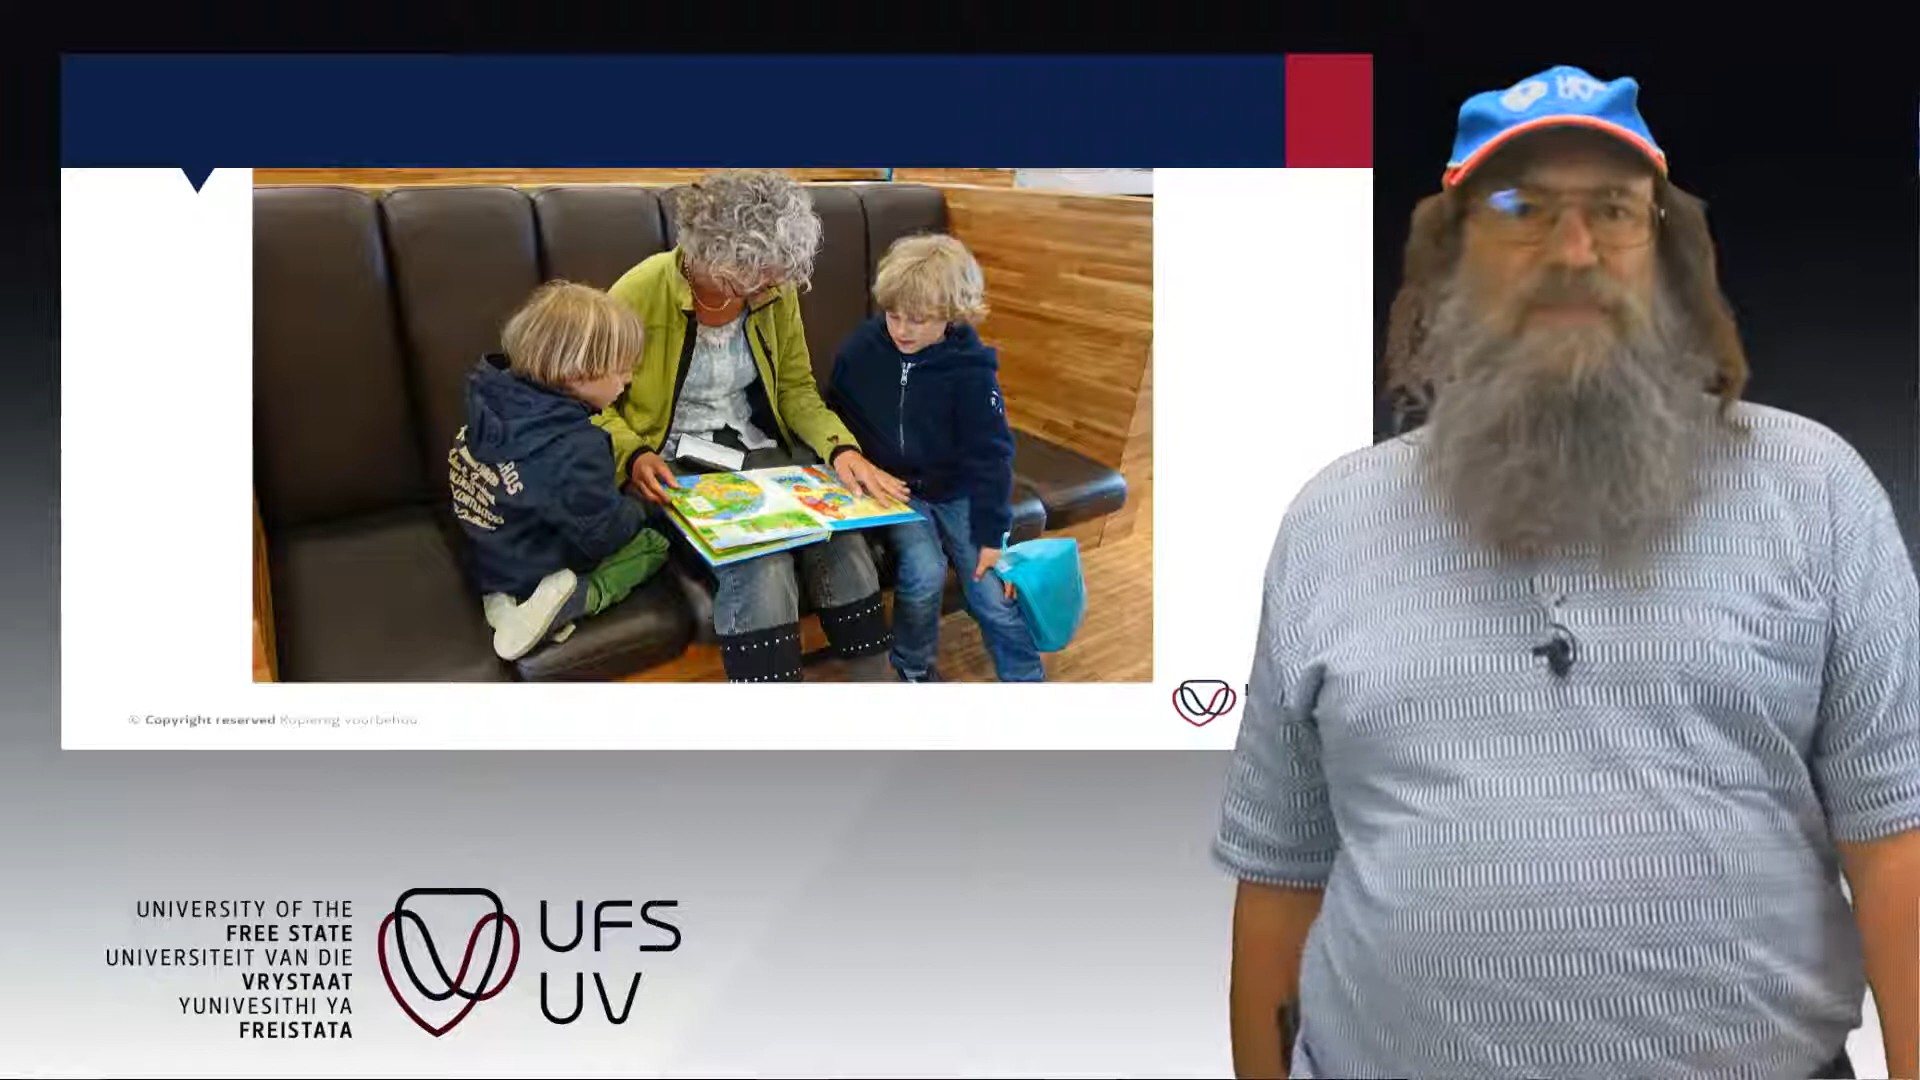 © Copyright reserved Kopiereg voorbehou
UNIVERSITY OF THE
FREE STATE
UNIVERSITEIT VAN DIE
VRYSTAAT
YUNIVESITHI YA
FREISTATA
UFS
UV